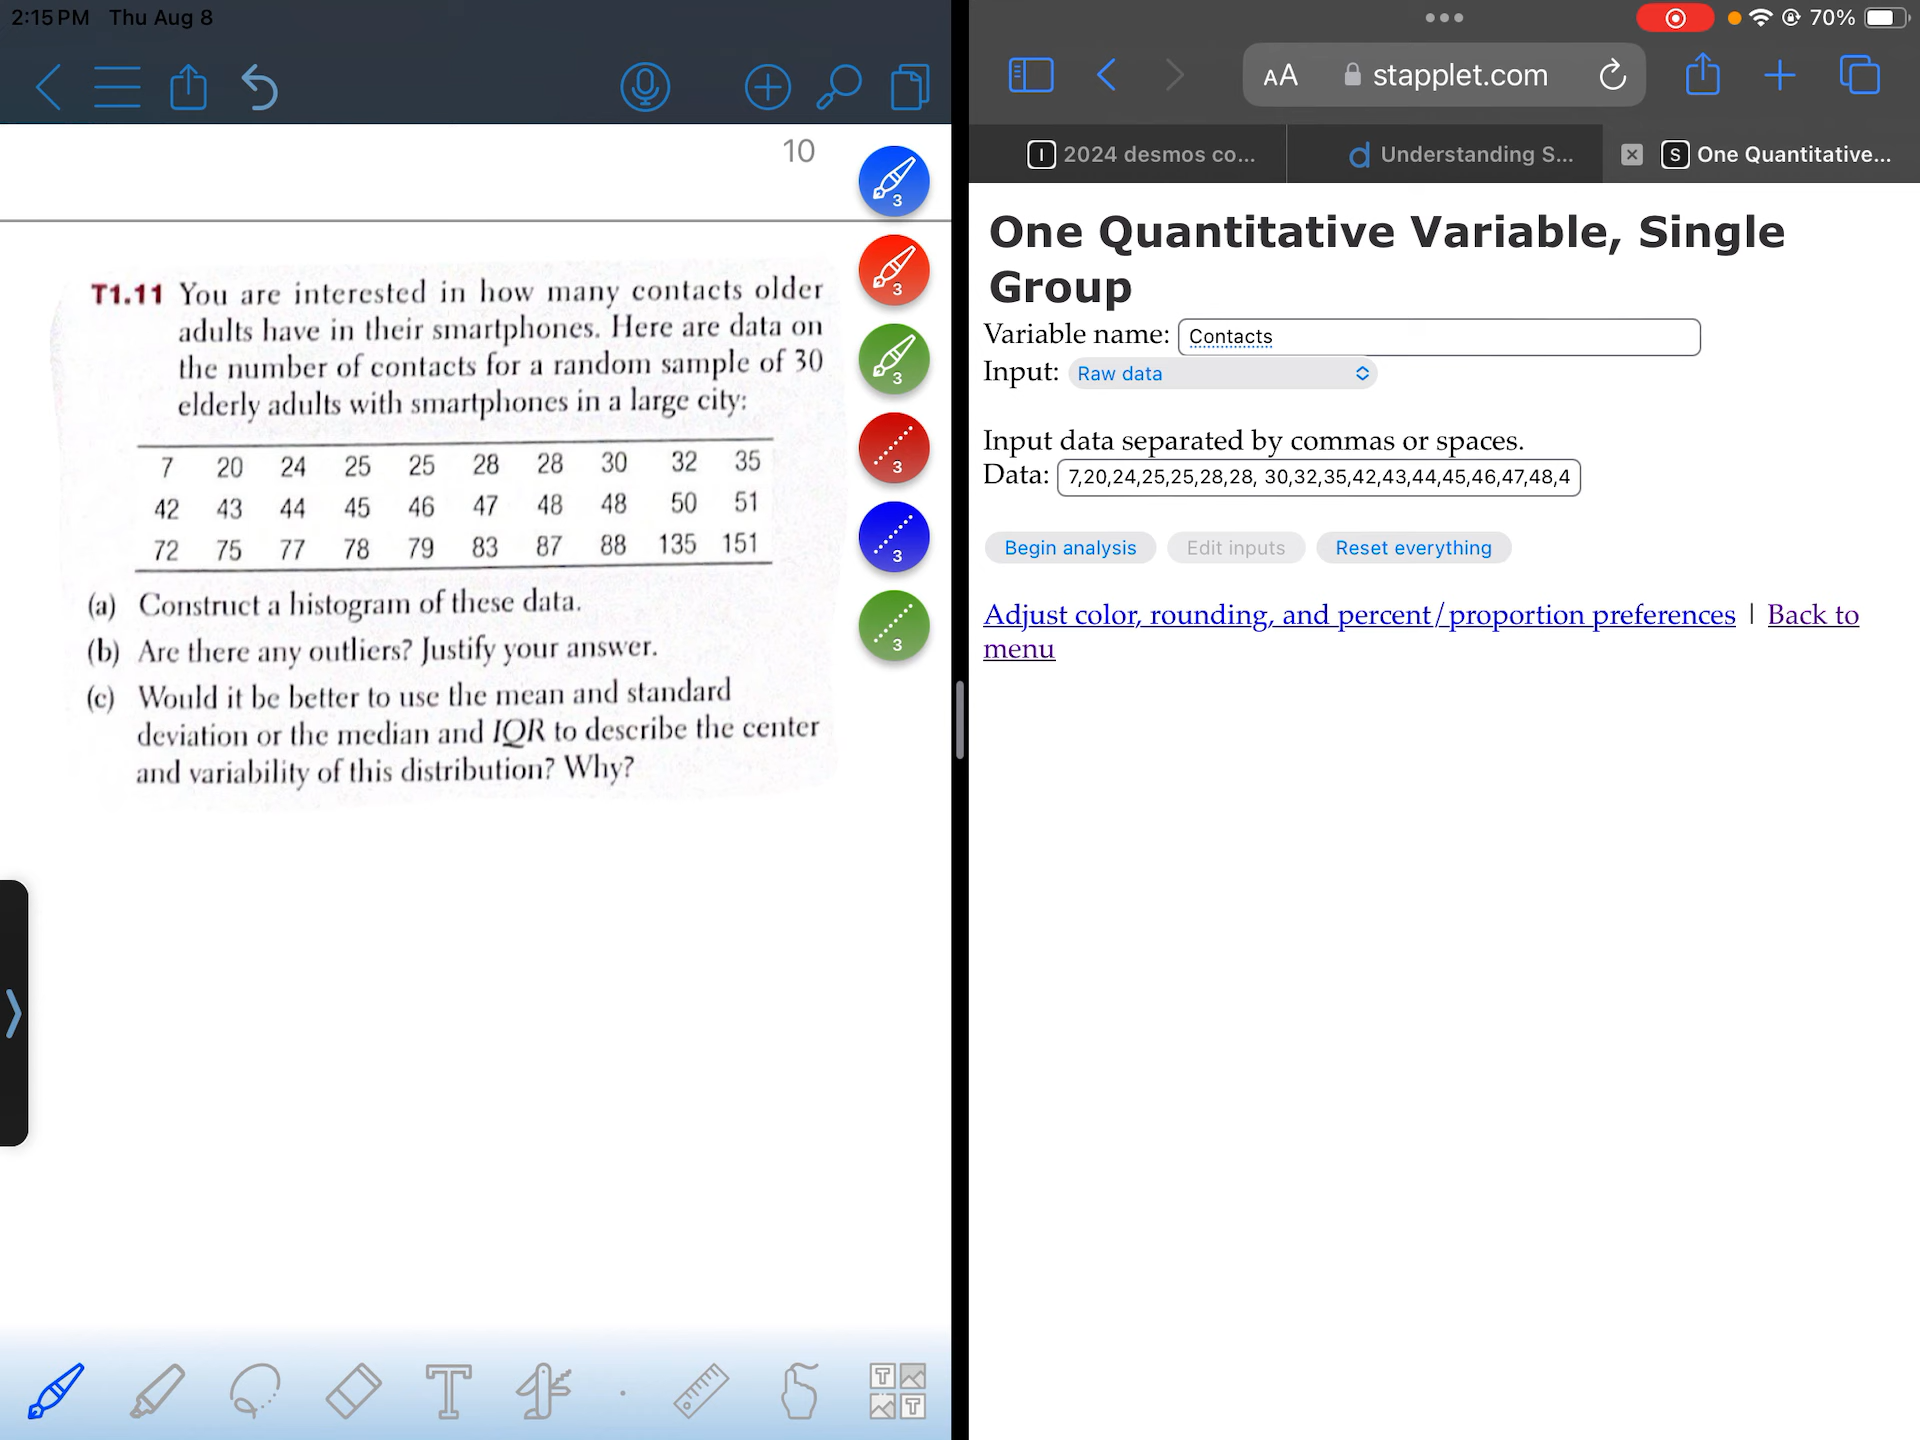 2:15 PM Thu Aug 8
70%
AA stapplet.com
I 2024 desmos co...
d Understanding S...
S One Quantitative...
10
3
3
3
3
3
3
T1.11 You are interested in how many contacts older
adults have in their smartphones. Here are data on
the number of contacts for a random sample of 30
elderly adults with smartphones in a large city:
7 20 24 25 25 28 28 30 32 35
42 43 44 45 46 47 48 48 50 51
72 75 77 78 79 83 87 88 135 151
(a) Construct a histogram of these data.
(b) Are there any outliers? Justify your answer.
(c) Would it be better to use the mean and standard
deviation or the median and IQR to describe the center
and variability of this distribution? Why?
One Quantitative Variable, Single
Group
Variable name: Contacts
Input: Raw data
Input data separated by commas or spaces.
Data: 7,20,24,25,25,28,28, 30,32,35,42,43,44,45,46,47,48,4
Begin analysis Edit inputs Reset everything
Adjust color, rounding, and percent/proportion preferences | Back to
menu
T
T
T